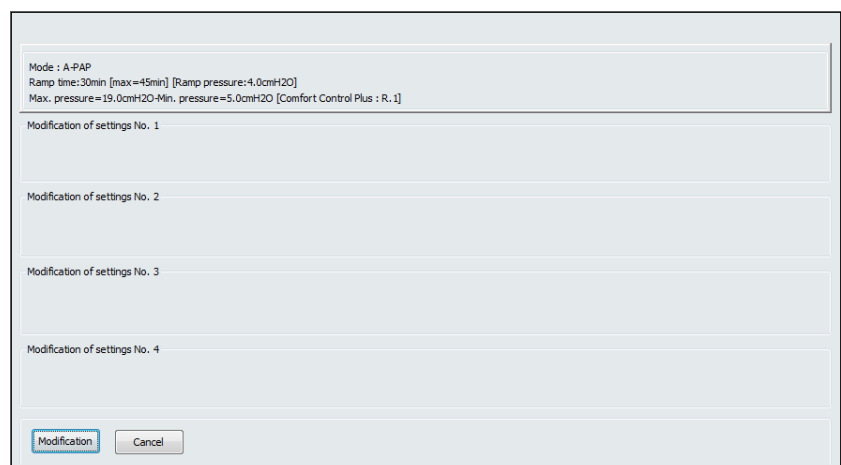 Mode : A-PAP
Ramp time:30min [max=45min] [Ramp pressure:4.0cmH2O]
Max. pressure=19.0cmH2O-Min. pressure=5.0cmH2O [Comfort Control Plus : R.1]
Modification of settings No. 1
Modification of settings No. 2
Modification of settings No. 3
Modification of settings No. 4
Modification Cancel